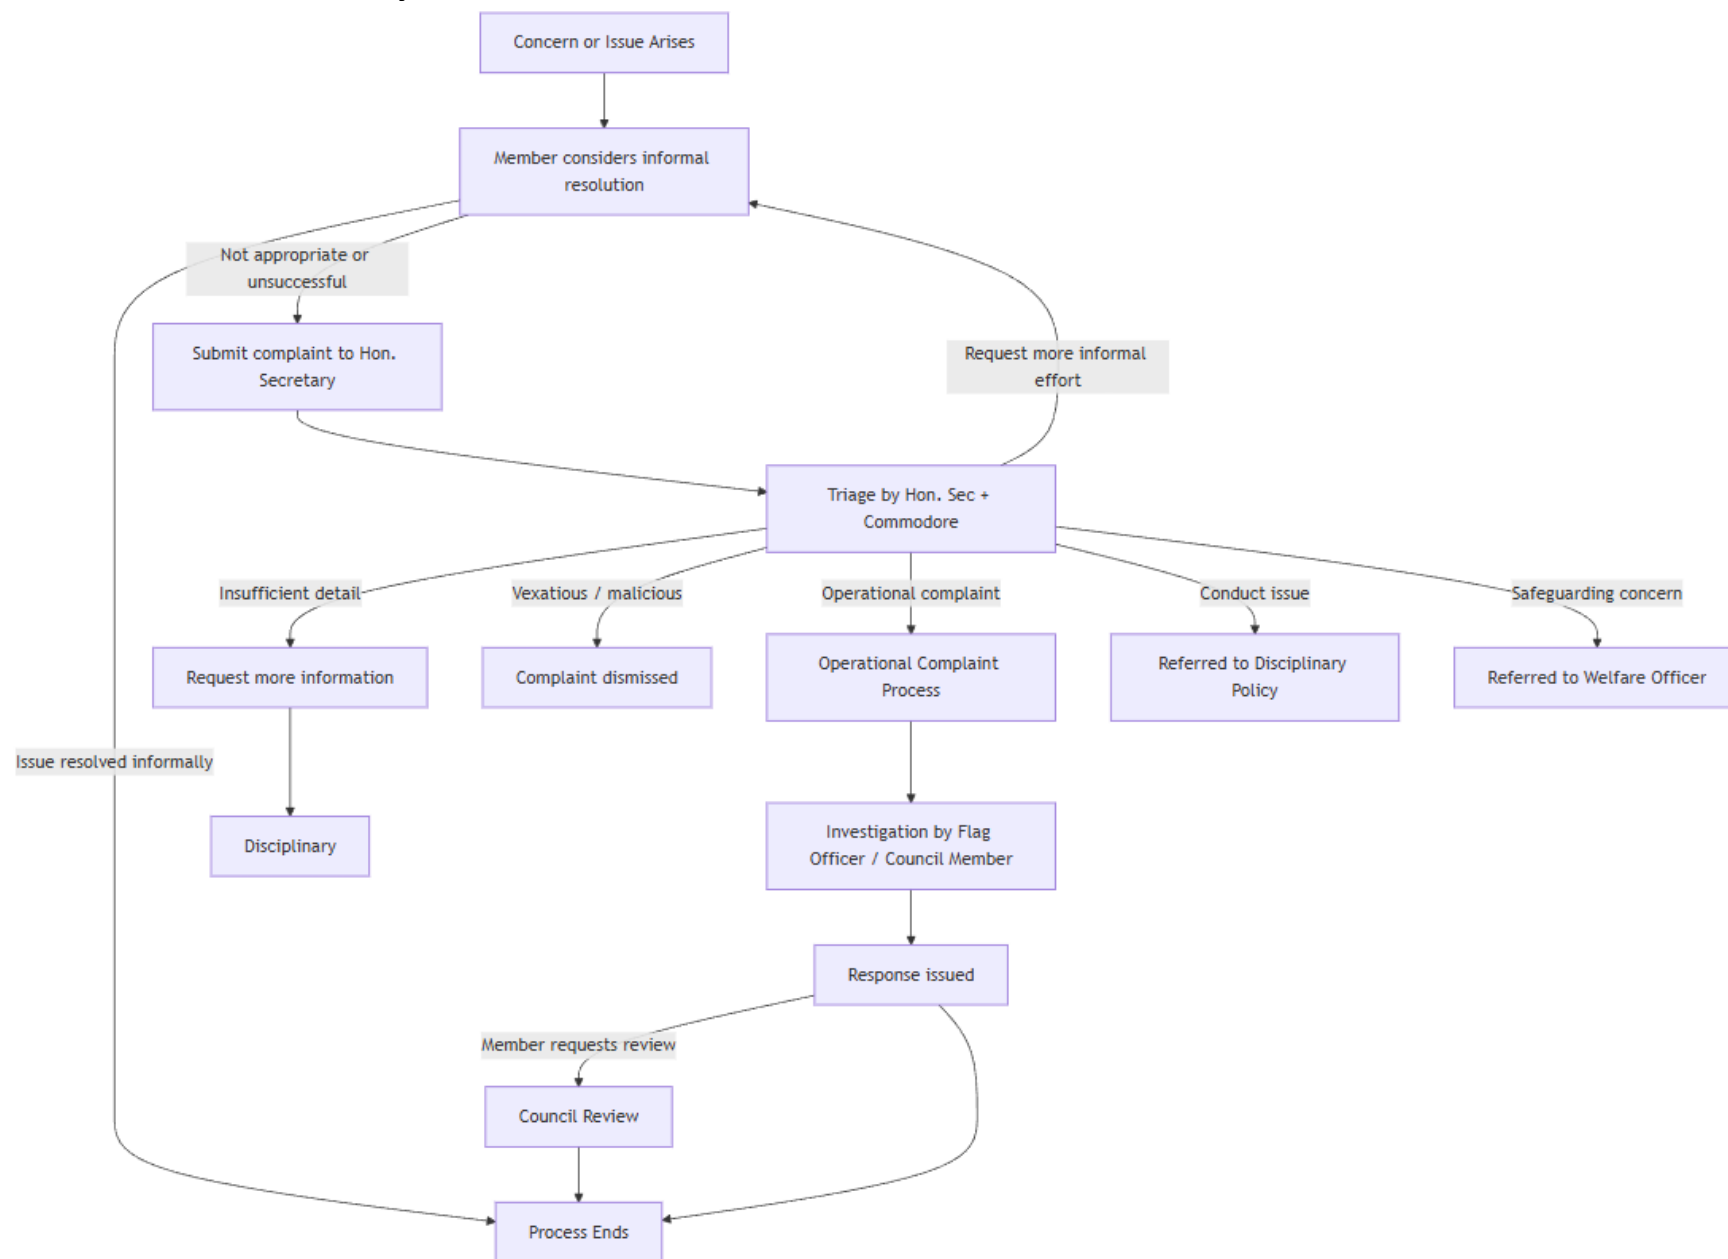 Concern or Issue Arises
Member considers informal
resolution
Not appropriate or
unsuccessful
Submit complaint to Hon.
Secretary
Request more informal
effort
Triage by Hon. Sec +
Commodore
Insufficient detail
Vexatious / malicious
Operational complaint
Conduct issue
Safeguarding concern
Request more information
Complaint dismissed
Operational Complaint
Process
Referred to Disciplinary
Policy
Referred to Welfare Officer
Issue resolved informally
Disciplinary
Investigation by Flag
Officer / Council Member
Response issued
Member requests review
Council Review
Process Ends